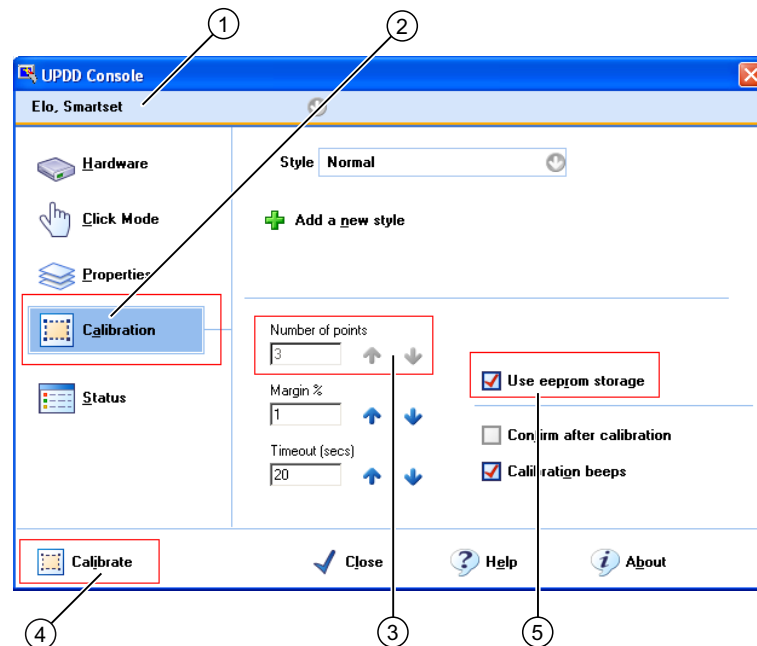 1
2
UPDD Console
Elo, Smartset
Hardware
Style Normal
Click Mode
Add a new style
Properties
Calibration
Number of points
3
Use eeprom storage
Status
Margin %
1
Confirm after calibration
Timeout (secs)
20
Calibration beeps
Calibrate
Close
Help
About
4
3
5